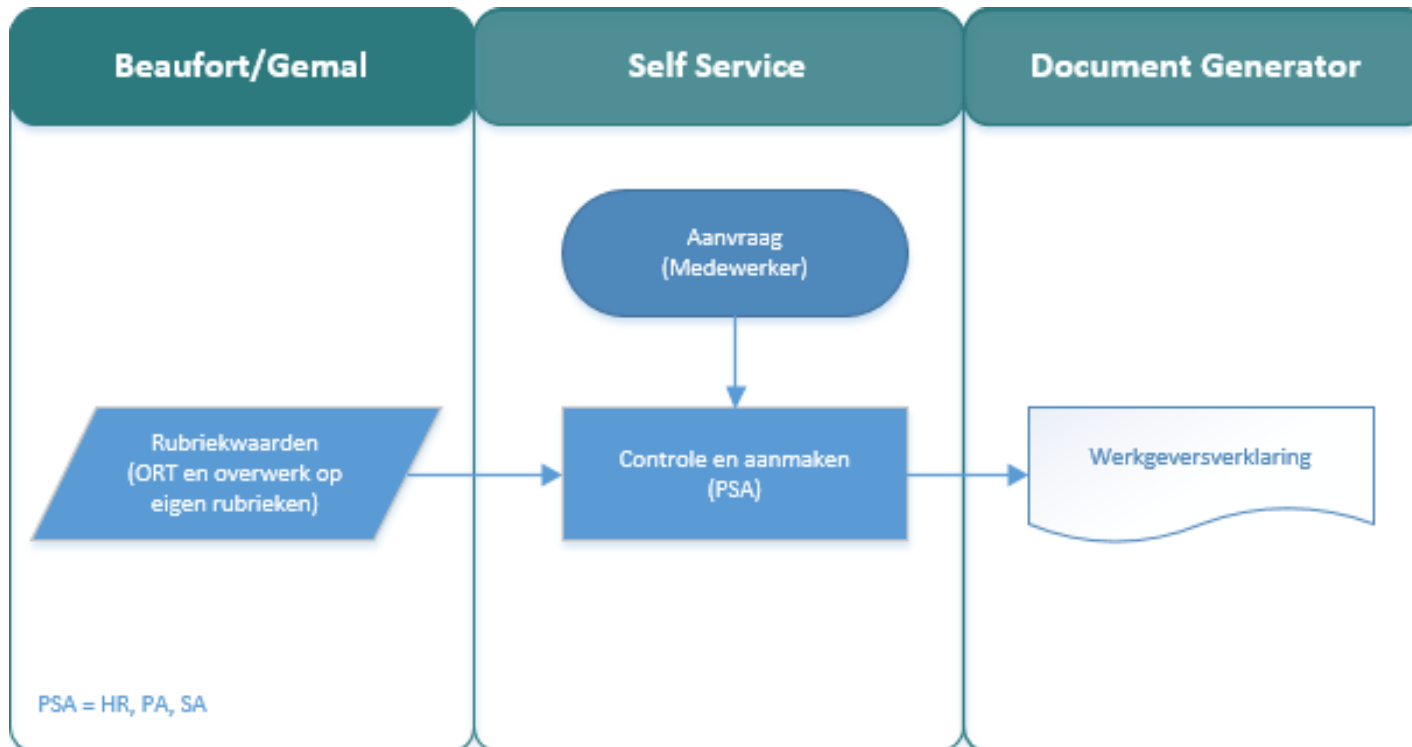 Beaufort/Gemal
Self Service
Document Generator
Aanvraag
(Medewerker)
Rubriekwaarden
(ORT en overwerk op
eigen rubrieken)
Controle en aanmaken
(PSA)
Werkgeversverklaring
PSA = HR, PA, SA